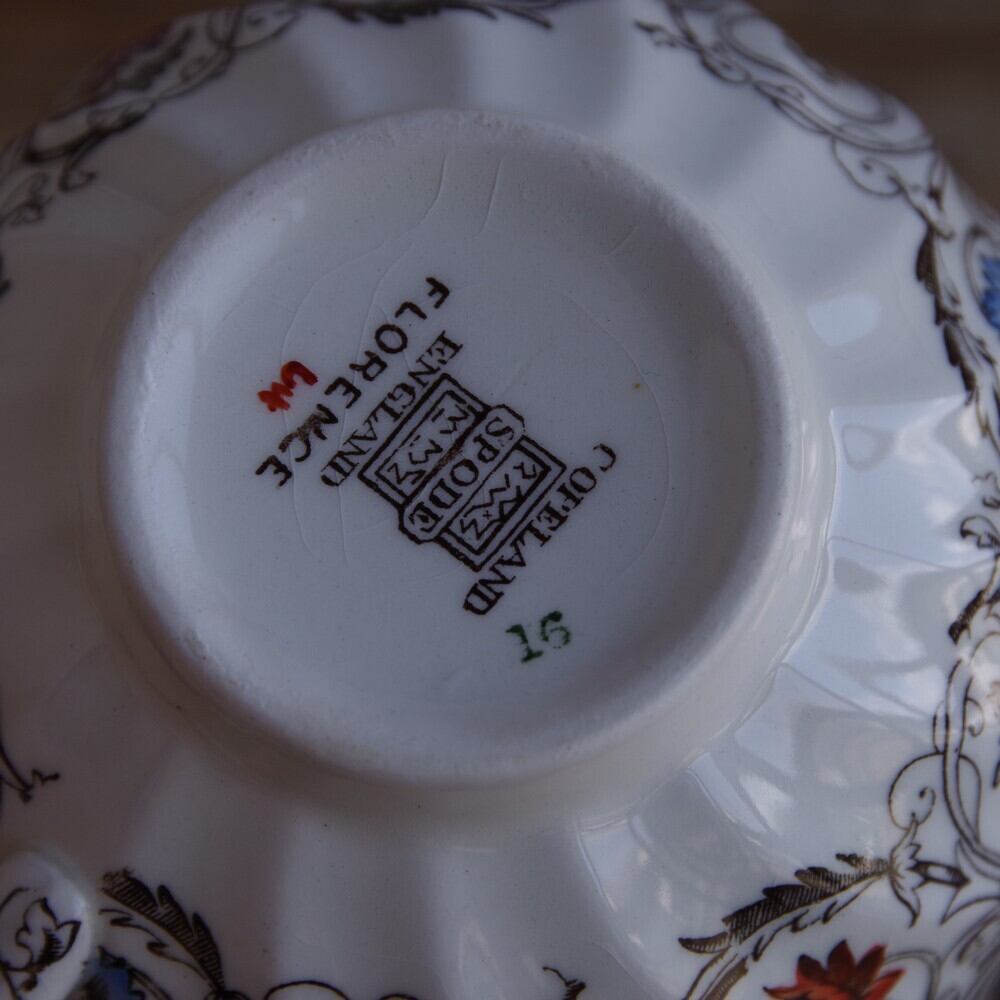 COPELAND
SPODE
ENGLAND
FLORENCE
16